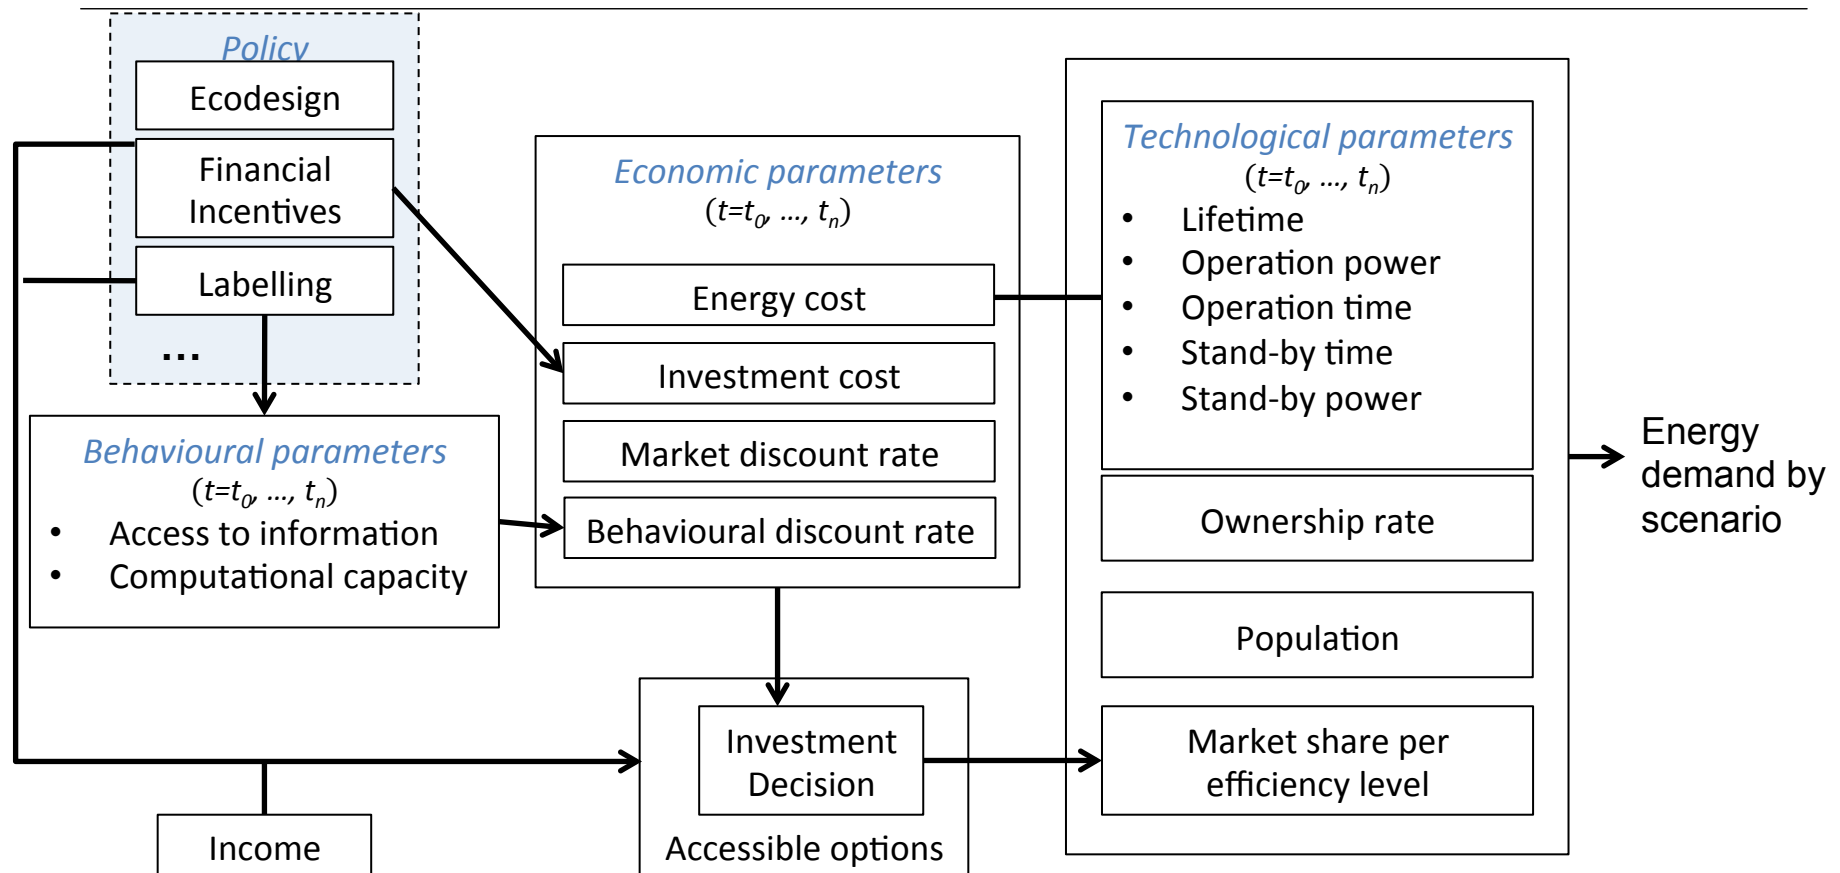 Policy
Ecodesign
Financial
Incentives
Labelling
...
Behavioural parameters
(t=t0, ..., tn)
• Access to information
• Computational capacity
Income
Economic parameters
(t=t0, ..., tn)
Energy cost
Investment cost
Market discount rate
Behavioural discount rate
Investment
Decision
Accessible options
Technological parameters
(t=t0, ..., tn)
• Lifetime
• Operation power
• Operation time
• Stand-by time
• Stand-by power
Ownership rate
Population
Market share per
efficiency level
Energy
demand by
scenario